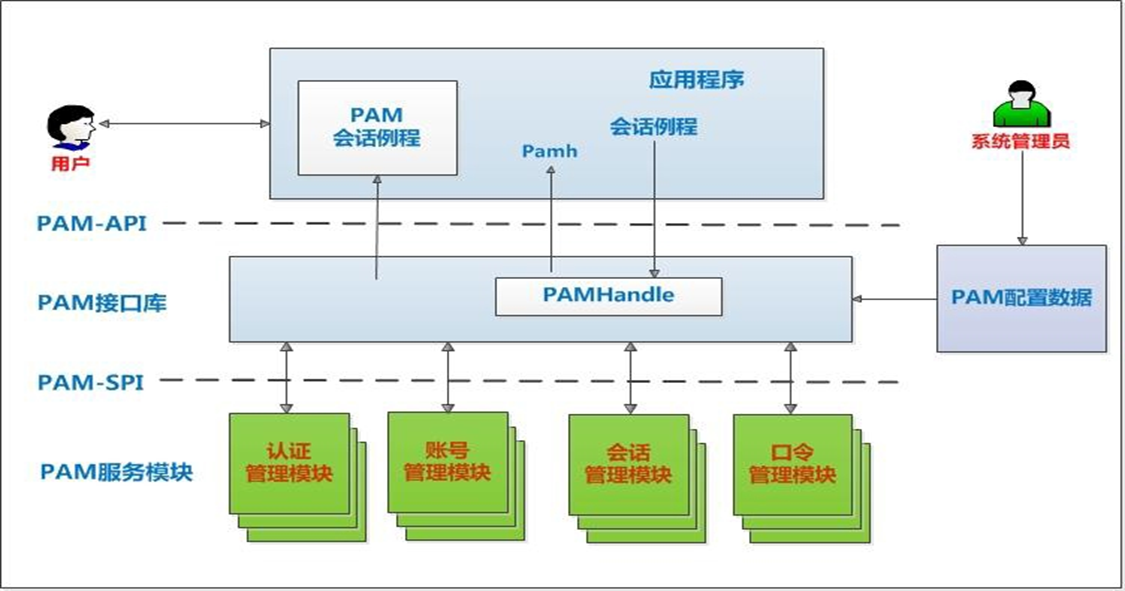 应用程序
PAM
会话例程
会话例程
Pamh
用户
系统管理员
PAM-API
PAM接口库
PAMHandle
PAM配置数据
PAM-SPI
PAM服务模块
认证
管理模块
账号
管理模块
会话
管理模块
口令
管理模块